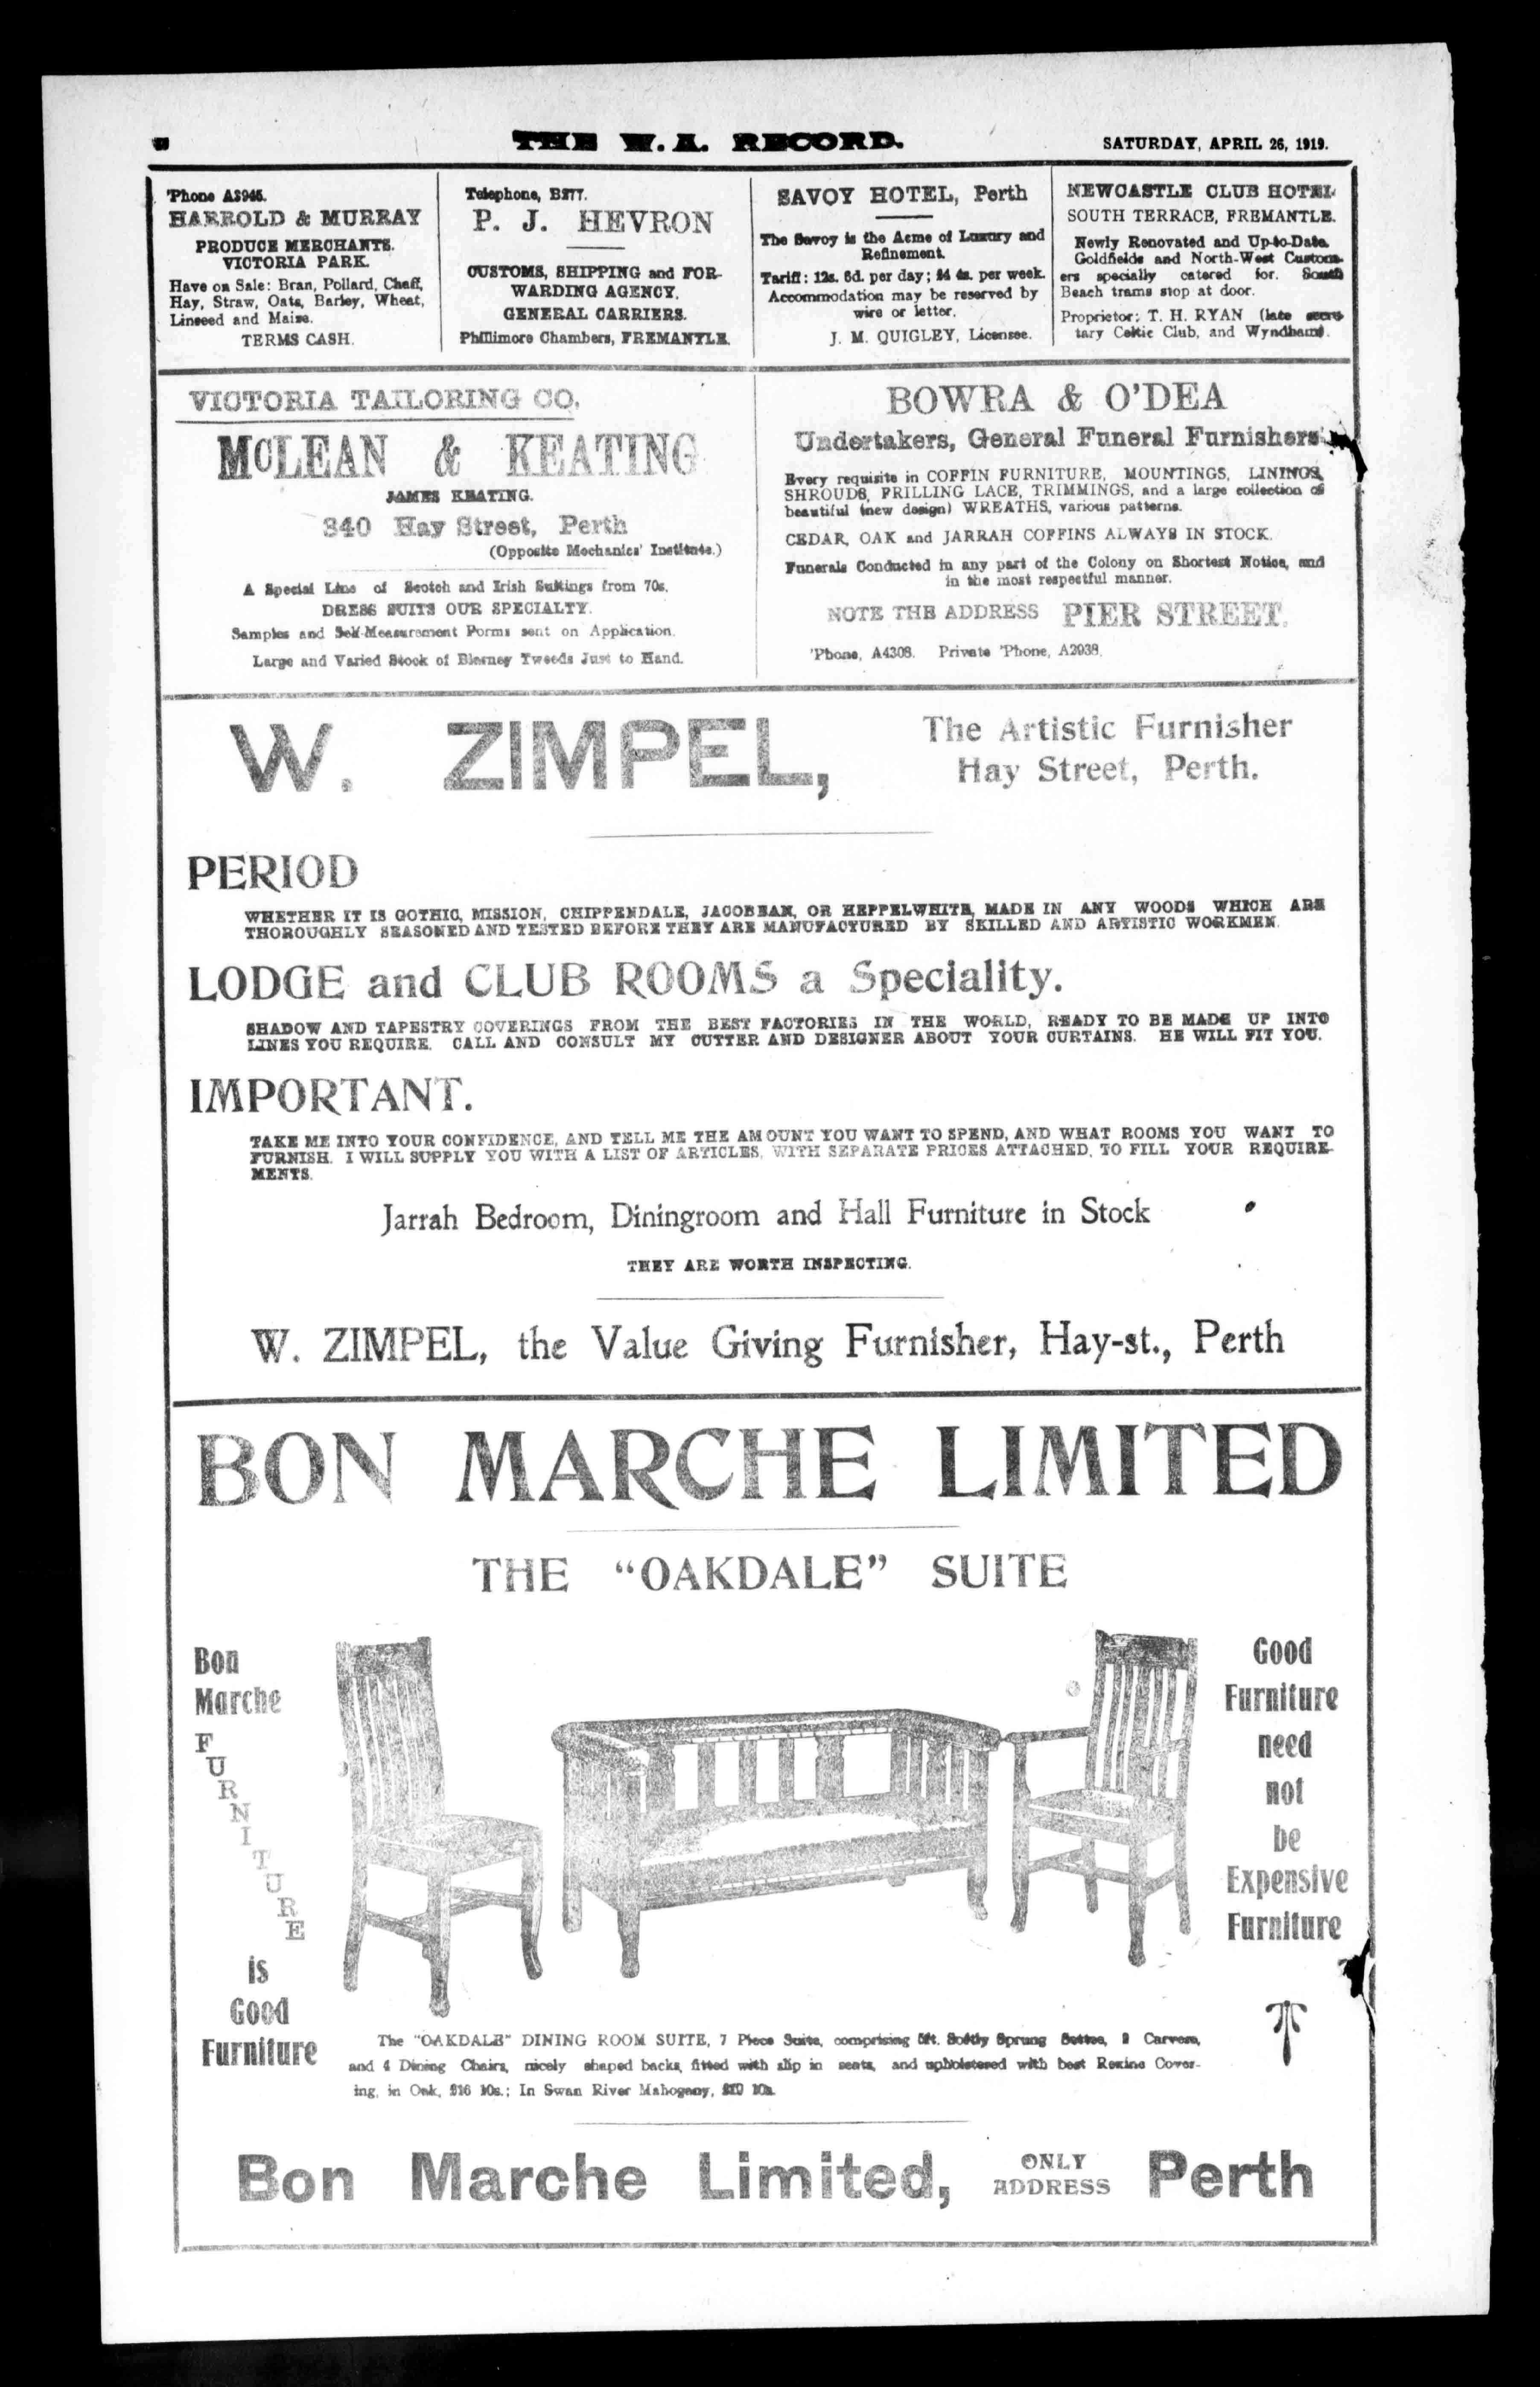 THE W.A. RECORD.
SATURDAY, APRIL 26, 1919.
'Phone A3946.
HARROLD & MURRAY
PRODUCE MERCHANTS.
VICTORIA PARK.
Have on Sale: Bran, Pollard, Chaff,
Hay, Straw, Oats, Barley, Wheat,
Linseed and Maize.
TERMS CASH.
Telephone, B277.
P. J. HEVRON
CUSTOMS, SHIPPING and FOR-
WARDING AGENCY.
GENERAL CARRIERS.
Phillimore Chambers, FREMANTLE.
SAVOY HOTEL, Perth
The Savoy is the Acme of Luxury and
Refinement.
Tariff: 12s. 6d. per day; £4 4s. per week.
Accommodation may be reserved by
wire or letter.
J. M. QUIGLEY, Licensee.
NEWCASTLE CLUB HOTEL
SOUTH TERRACE, FREMANTLE.
Newly Renovated and Up-to-Date.
Goldfields and North-West Custom-
ers specially catered for. South
Beach trams stop at door.
Proprietor: T. H. RYAN (late secre-
tary Celtic Club, and Wyndham).
VICTORIA TAILORING CO.
McLEAN & KEATING
JAMES KEATING.
340 Hay Street, Perth
(Opposite Mechanics' Institute.)
A Special Line of Scotch and Irish Suitings from 70s.
DRESS SUITS OUR SPECIALTY.
Samples and Self-Measurement Forms sent on Application.
Large and Varied Stock of Blarney Tweeds Just to Hand.
BOWRA & O'DEA
Undertakers, General Funeral Furnishers
Every requisite in COFFIN FURNITURE, MOUNTINGS, LININGS,
SHROUDS, FRILLING LACE, TRIMMINGS, and a large collection of
beautiful (new design) WREATHS, various patterns.
CEDAR, OAK and JARRAH COFFINS ALWAYS IN STOCK.
Funerals Conducted in any part of the Colony on Shortest Notice, and
in the most respectful manner.
NOTE THE ADDRESS PIER STREET.
'Phone, A4308. Private 'Phone, A2938.
W. ZIMPEL,
The Artistic Furnisher
Hay Street, Perth.
PERIOD
WHETHER IT IS GOTHIC, MISSION, CHIPPENDALE, JACOBEAN, OR HEPPELWHITE, MADE IN ANY WOODS WHICH ARE
THOROUGHLY SEASONED AND TESTED BEFORE THEY ARE MANUFACTURED BY SKILLED AND ARTISTIC WORKMEN.
LODGE and CLUB ROOMS a Speciality.
SHADOW AND TAPESTRY COVERINGS FROM THE BEST FACTORIES IN THE WORLD, READY TO BE MADE UP INTO
LINES YOU REQUIRE. CALL AND CONSULT MY CUTTER AND DESIGNER ABOUT YOUR CURTAINS. HE WILL FIT YOU.
IMPORTANT.
TAKE ME INTO YOUR CONFIDENCE, AND TELL ME THE AMOUNT YOU WANT TO SPEND, AND WHAT ROOMS YOU WANT TO
FURNISH. I WILL SUPPLY YOU WITH A LIST OF ARTICLES, WITH SEPARATE PRICES ATTACHED, TO FILL YOUR REQUIRE-
MENTS.
Jarrah Bedroom, Diningroom and Hall Furniture in Stock
THEY ARE WORTH INSPECTING.
W. ZIMPEL, the Value Giving Furnisher, Hay-st., Perth
BON MARCHE LIMITED
THE "OAKDALE" SUITE
Bon
Marche
FURNITURE
is
Good
Furniture
Good
Furniture
need
not
be
Expensive
Furniture
The "OAKDALE" DINING ROOM SUITE, 7 Piece Suite, comprising 5ft. Softly Sprung Settee, 2 Carvers,
and 4 Dining Chairs, nicely shaped backs, fitted with slip in seats, and upholstered with best Rexine Cover-
ing, in Oak, £16 10s.; In Swan River Mahogany,
Bon Marche Limited, ONLY ADDRESS Perth